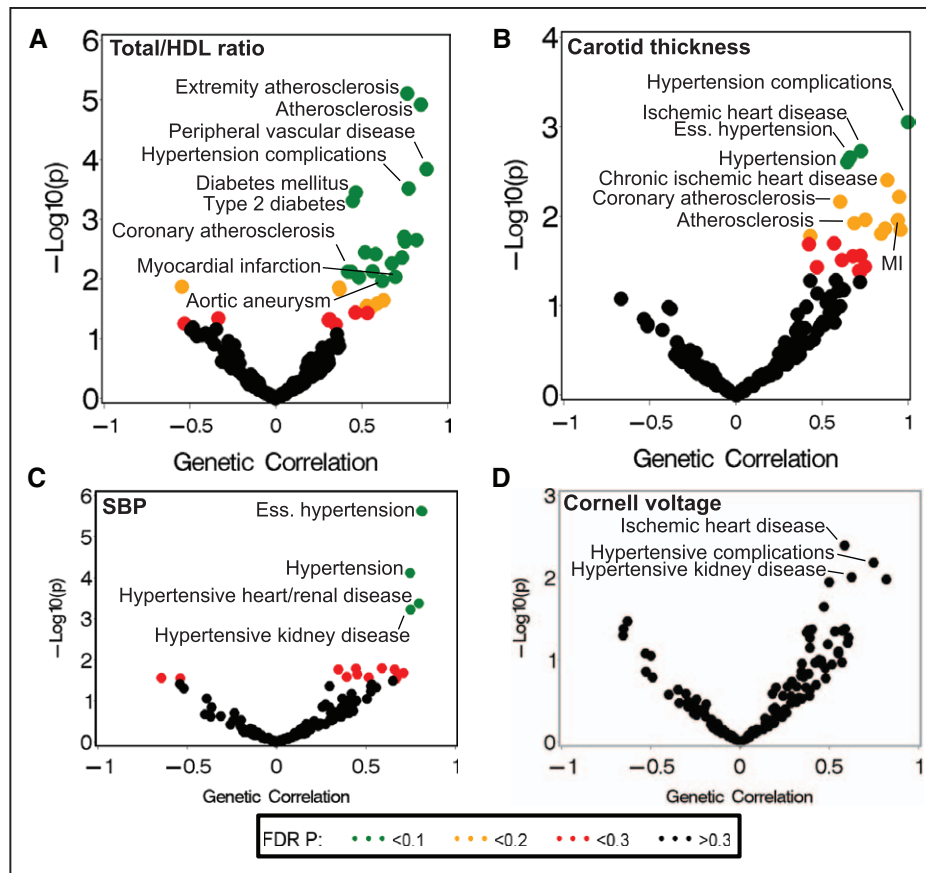 A
Total/HDL ratio
6
5
4
3
2
1
0
−Log10(p)
Extremity atherosclerosis
Atherosclerosis
Peripheral vascular disease
Hypertension complications
Diabetes mellitus
Type 2 diabetes
Coronary atherosclerosis
Myocardial infarction
Aortic aneurysm
−1 −0.5 0 0.5 1
Genetic Correlation
B
Carotid thickness
4
3
2
1
0
−Log10(p)
Hypertension complications
Ischemic heart disease
Ess. hypertension
Hypertension
Chronic ischemic heart disease
Coronary atherosclerosis
Atherosclerosis
MI
−1 −0.5 0 0.5 1
Genetic Correlation
C
SBP
6
5
4
3
2
1
0
−Log10(p)
Ess. hypertension
Hypertension
Hypertensive heart/renal disease
Hypertensive kidney disease
−1 −0.5 0 0.5 1
Genetic Correlation
D
Cornell voltage
3
2
1
0
−Log10(p)
Ischemic heart disease
Hypertensive complications
Hypertensive kidney disease
−1 −0.5 0 0.5 1
Genetic Correlation
FDR P: <0.1 <0.2 <0.3 >0.3